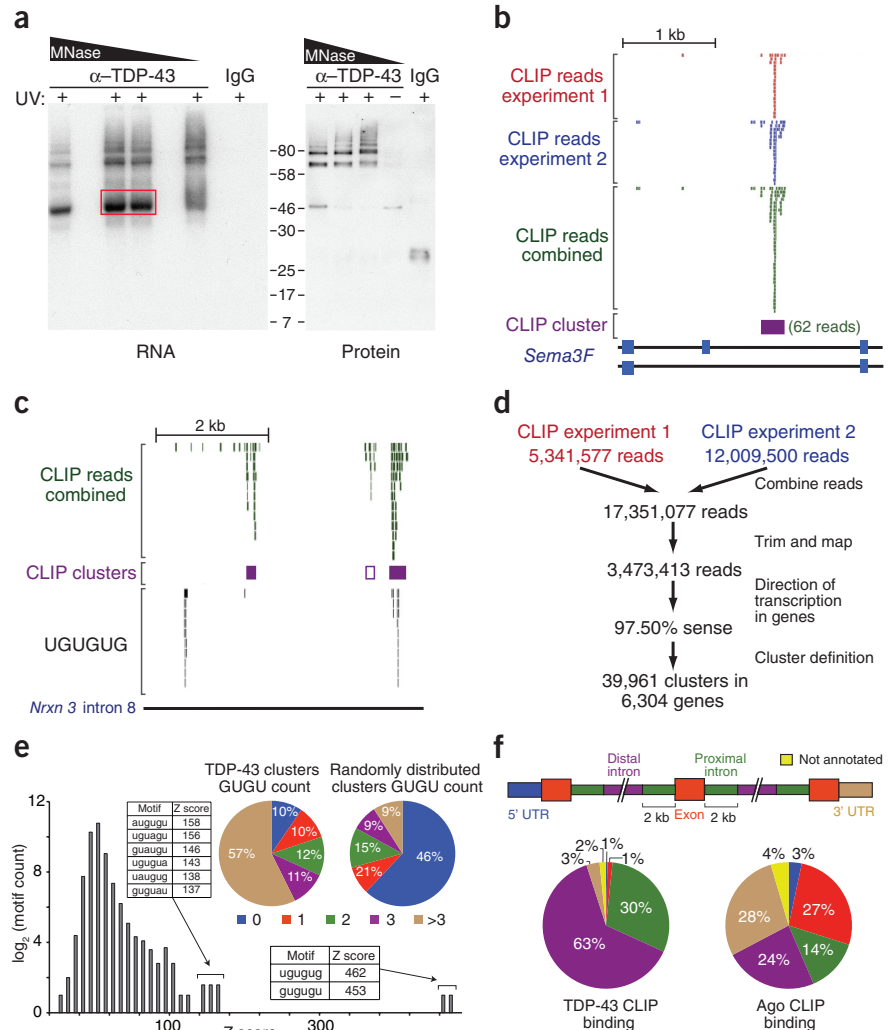 a
MNase
α–TDP-43
IgG
UV: + + + + +
MNase
α–TDP-43
IgG
+ + + – +
80
58
46
30
25
17
7
RNA
Protein
b
1 kb
CLIP reads
experiment 1
CLIP reads
experiment 2
CLIP reads
combined
CLIP cluster
(62 reads)
Sema3F
c
2 kb
CLIP reads
combined
CLIP clusters
UGUGUG
Nrxn 3 intron 8
d
CLIP experiment 1
5,341,577 reads
CLIP experiment 2
12,009,500 reads
Combine reads
17,351,077 reads
Trim and map
3,473,413 reads
Direction of
transcription
in genes
97.50% sense
Cluster definition
39,961 clusters in
6,304 genes
e
log2 (motif count)
12
8
4
0
100
300
Motif Z score
augugu 158
uguagu 156
guaugu 146
ugugua 143
uaugug 138
guguau 137
TDP-43 clusters
GUGU count
10%
10%
12%
11%
57%
Randomly distributed
clusters GUGU count
9%
9%
15%
21%
46%
0 1 2 3 >3
Motif Z score
ugugug 462
gugugu 453
f
Not annotated
Distal
intron
Proximal
intron
5' UTR
2 kb
Exon
2 kb
3' UTR
2% 1%
3%
1%
30%
63%
TDP-43 CLIP
binding
4% 3%
27%
28%
14%
24%
Ago CLIP
binding